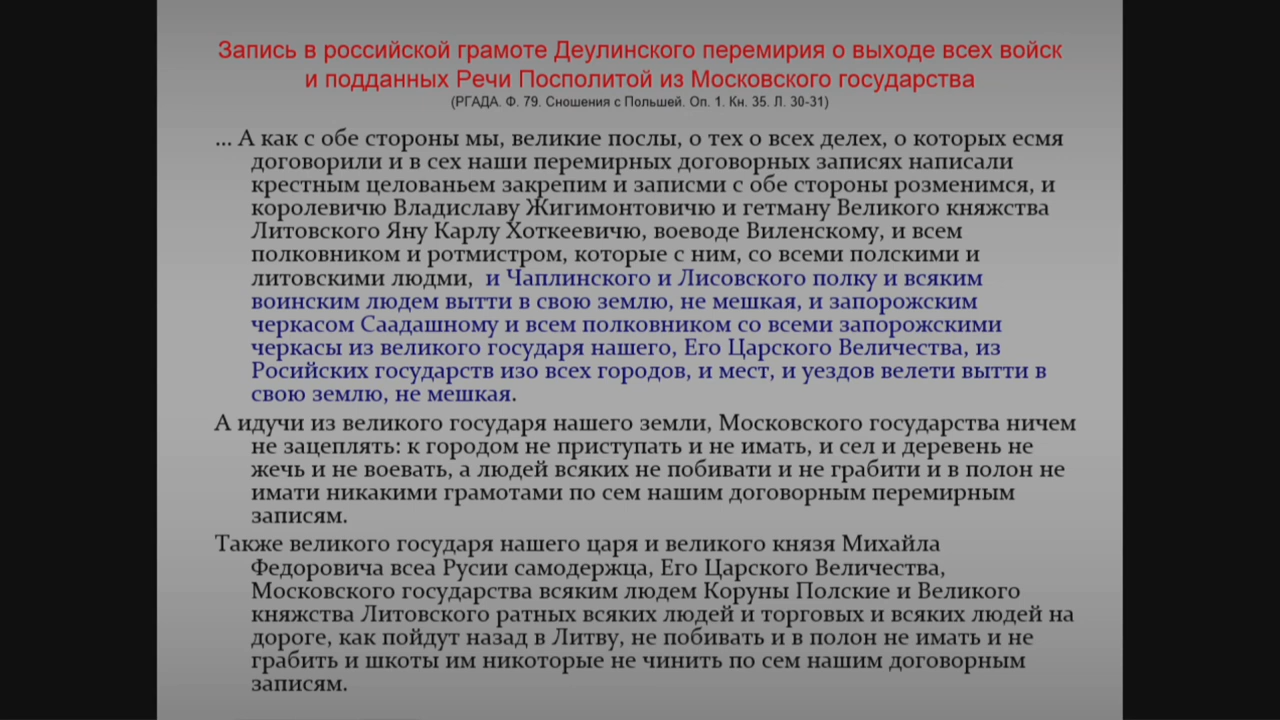 Запись в российской грамоте Деулинского перемирия о выходе всех войск
и подданных Речи Посполитой из Московского государства
(РГАДА. Ф. 79. Сношения с Польшей. Оп. 1. Кн. 35. Л. 30-31)
... А как с обе стороны мы, великие послы, о тех о всех делех, о которых есмя
договорили и в сех наши перемирных договорных записях написали
крестным целованьем закрепим и записми с обе стороны розменимся, и
королевичю Владиславу Жигимонтовичю и гетману Великого княжства
Литовского Яну Карлу Хоткеевичю, воеводе Виленскому, и всем
полковником и ротмистром, которые с ним, со всеми полскими и
литовскими людми, и Чаплинского и Лисовского полку и всяким
воинским людем вытти в свою землю, не мешкая, и запорожским
черкасом Саадашному и всем полковником со всеми запорожскими
черкасы из великого государя нашего, Его Царского Величества, из
Росийских государств изо всех городов, и мест, и уездов велети вытти в
свою землю, не мешкая.
А идучи из великого государя нашего земли, Московского государства ничем
не зацеплять: к городом не приступать и не имать, и сел и деревень не
жечь и не воевать, а людей всяких не побивати и не грабити и в полон не
имати никакими грамотами по сем нашим договорным перемирным
записям.
Также великого государя нашего царя и великого князя Михайла
Федоровича всеа Русии самодержца, Его Царского Величества,
Московского государства всяким людем Коруны Полские и Великого
княжства Литовского ратных всяких людей и торговых и всяких людей на
дороге, как пойдут назад в Литву, не побивать и в полон не имать и не
грабить и шкоты им никоторые не чинить по сем нашим договорным
записям.